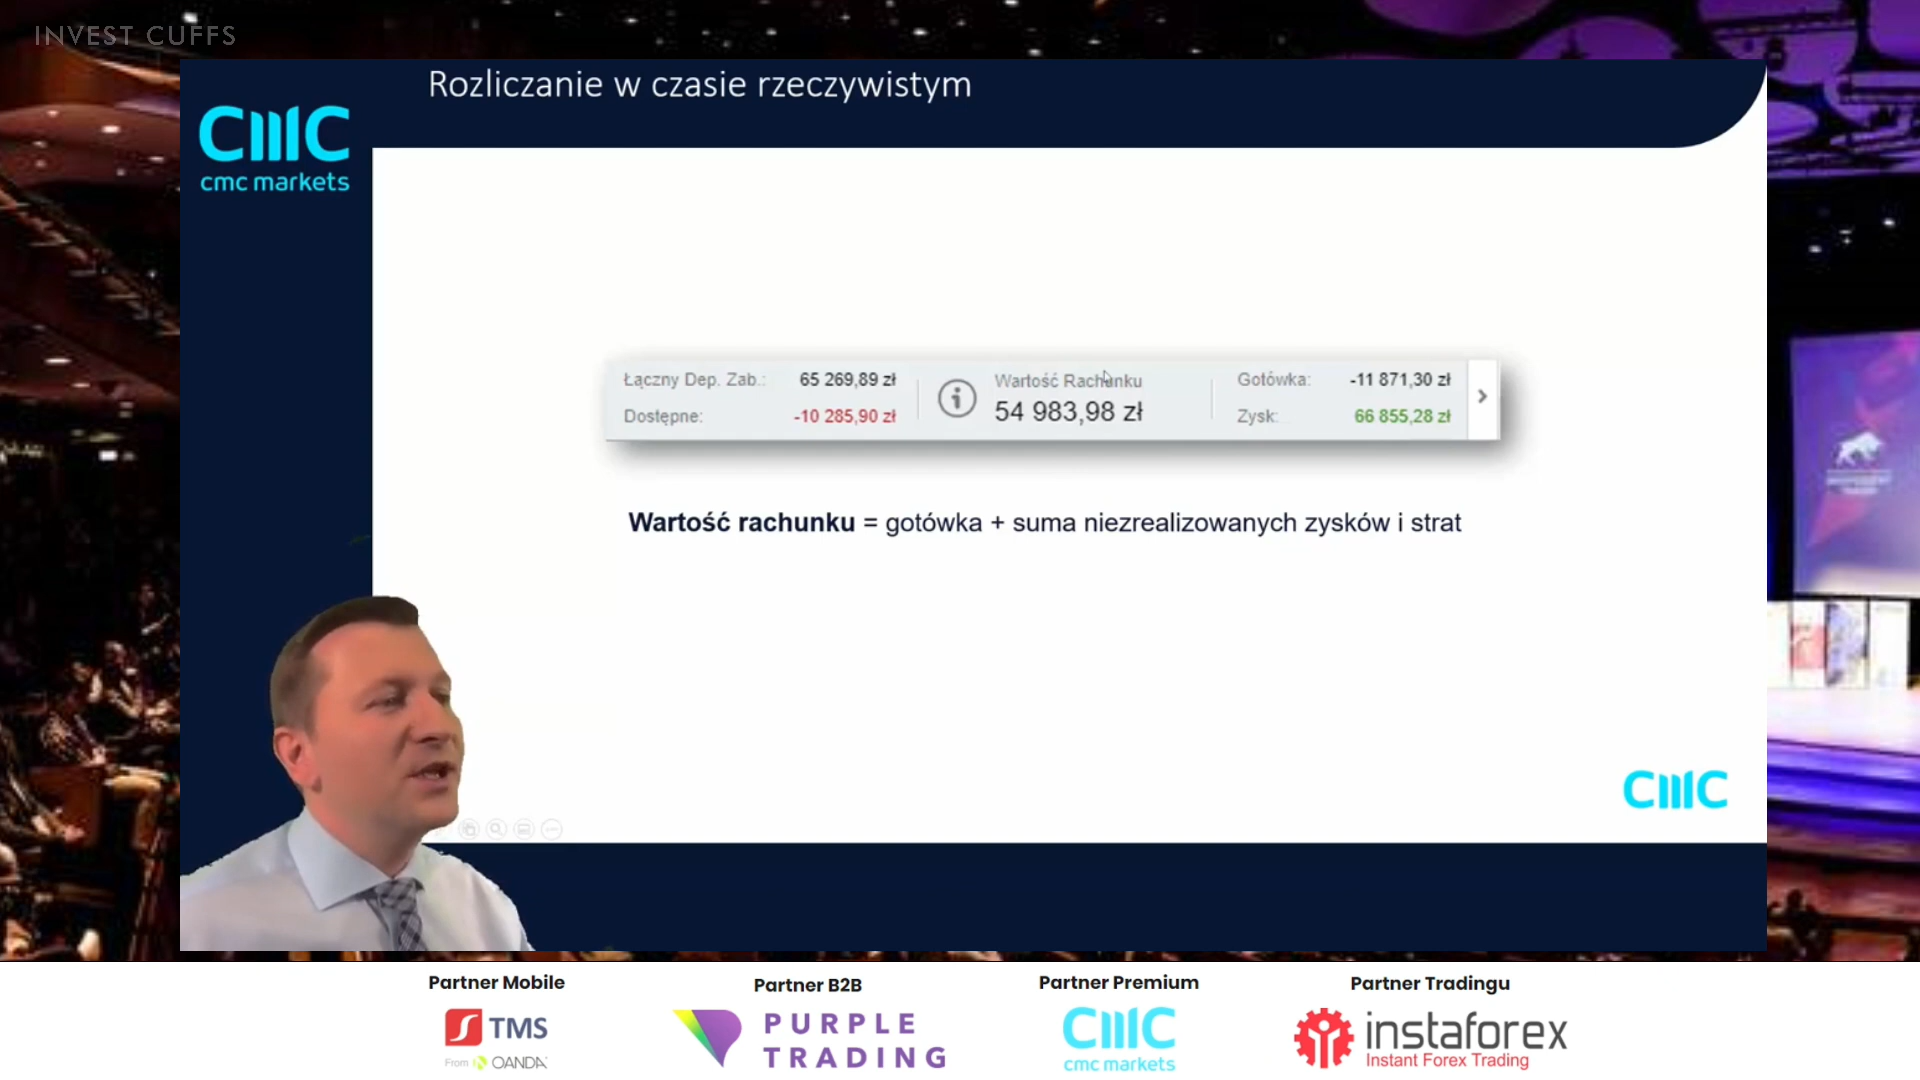 INVEST CUFFS
Rozliczanie w czasie rzeczywistym
CMC
cmc markets
Łączny Dep. Zab.: 65 269,89 zł
Dostępne: -10 285,90 zł
Wartość Rachunku
54 983,98 zł
Gotówka: -11 871,30 zł
Zysk: 66 855,28 zł
Wartość rachunku = gotówka + suma niezrealizowanych zysków i strat
CMC
Partner Mobile
TMS
From OANDA
Partner B2B
PURPLE
TRADING
Partner Premium
CMC
cmc markets
Partner Tradingu
instaforex
Instant Forex Trading